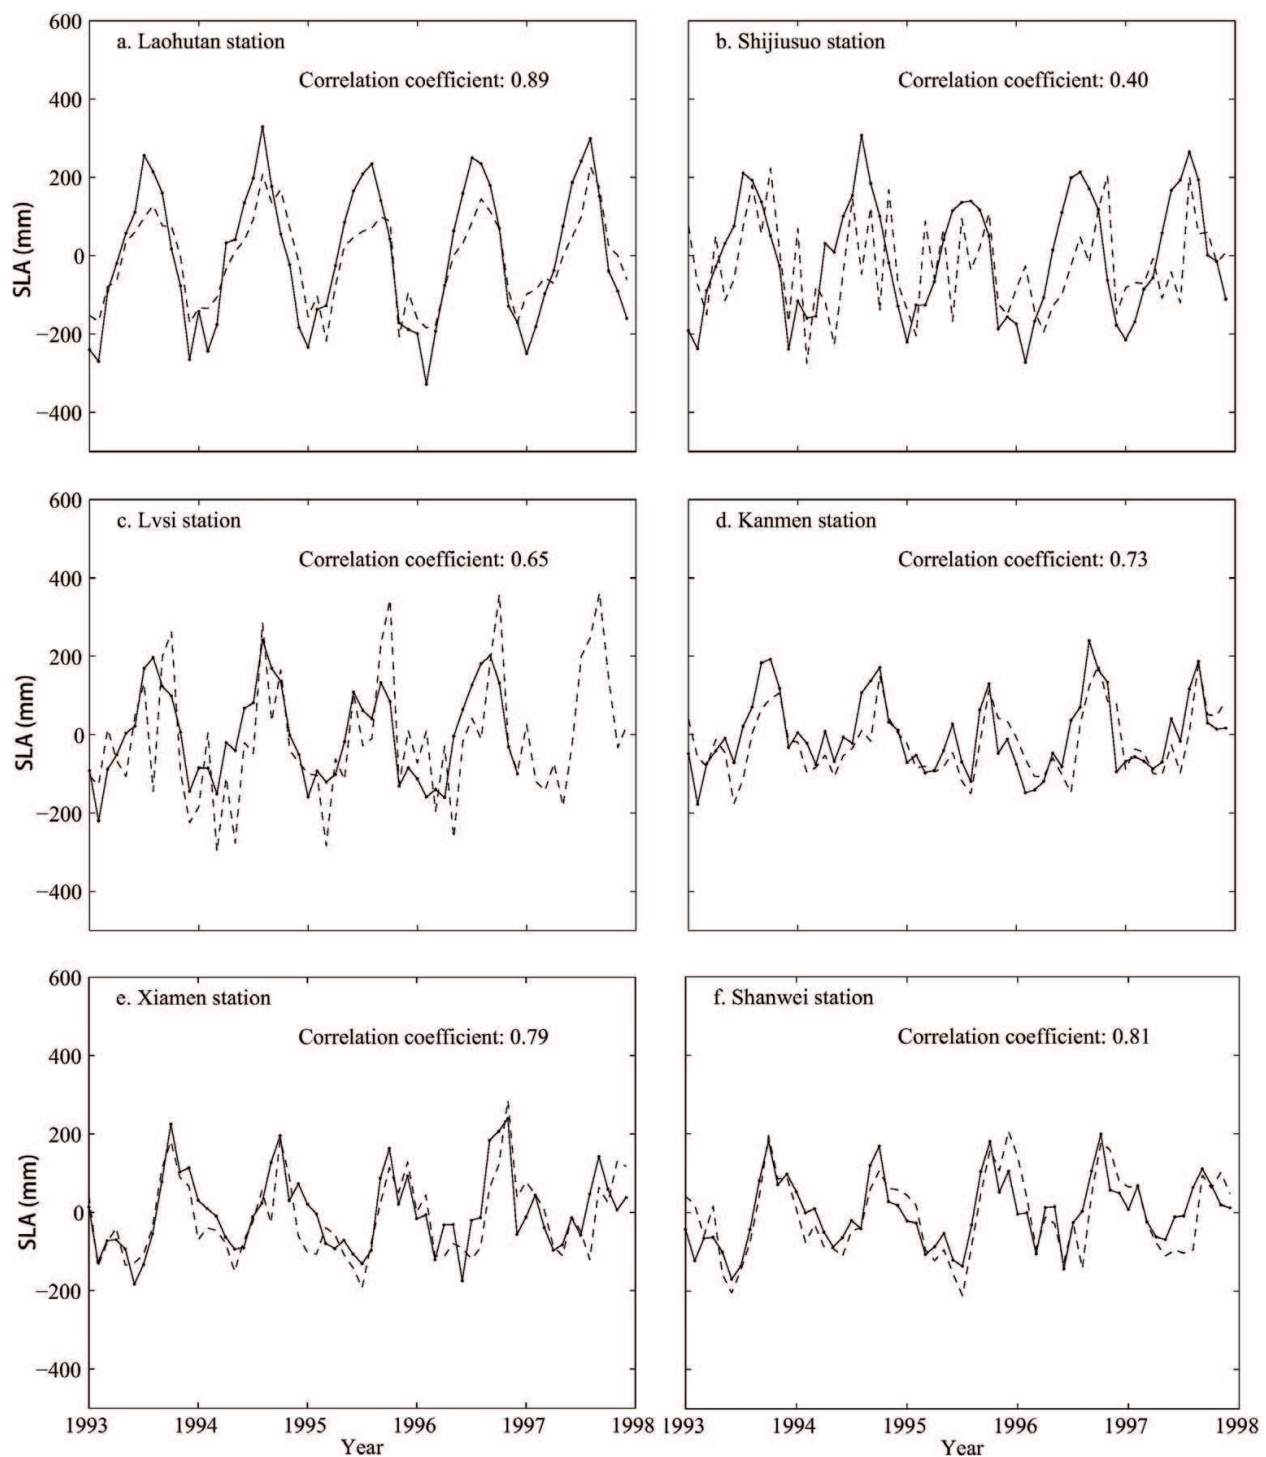 a. Laohutan station
Correlation coefficient: 0.89
600
400
200
0
−200
−400
SLA (mm)
b. Shijiusuo station
Correlation coefficient: 0.40
c. Lvsi station
Correlation coefficient: 0.65
600
400
200
0
−200
−400
SLA (mm)
d. Kanmen station
Correlation coefficient: 0.73
e. Xiamen station
Correlation coefficient: 0.79
600
400
200
0
−200
−400
SLA (mm)
1993 1994 1995 1996 1997 1998
Year
f. Shanwei station
Correlation coefficient: 0.81
1993 1994 1995 1996 1997 1998
Year